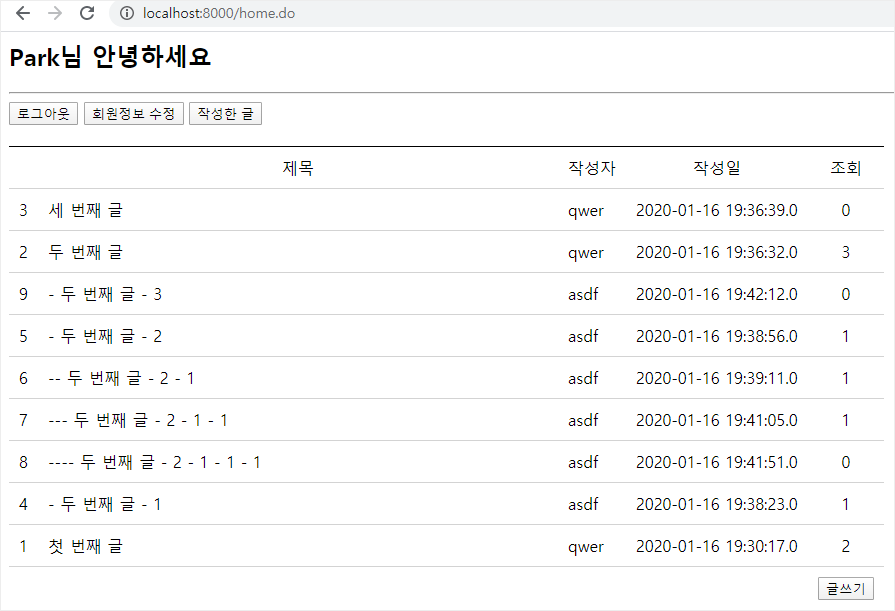 localhost:8000/home.do
Park님 안녕하세요
로그아웃 회원정보 수정 작성한 글
제목 작성자 작성일 조회
3 세 번째 글 qwer 2020-01-16 19:36:39.0 0
2 두 번째 글 qwer 2020-01-16 19:36:32.0 3
9 - 두 번째 글 - 3 asdf 2020-01-16 19:42:12.0 0
5 - 두 번째 글 - 2 asdf 2020-01-16 19:38:56.0 1
6 -- 두 번째 글 - 2 - 1 asdf 2020-01-16 19:39:11.0 1
7 --- 두 번째 글 - 2 - 1 - 1 asdf 2020-01-16 19:41:05.0 1
8 ---- 두 번째 글 - 2 - 1 - 1 - 1 asdf 2020-01-16 19:41:51.0 0
4 - 두 번째 글 - 1 asdf 2020-01-16 19:38:23.0 1
1 첫 번째 글 qwer 2020-01-16 19:30:17.0 2
글쓰기